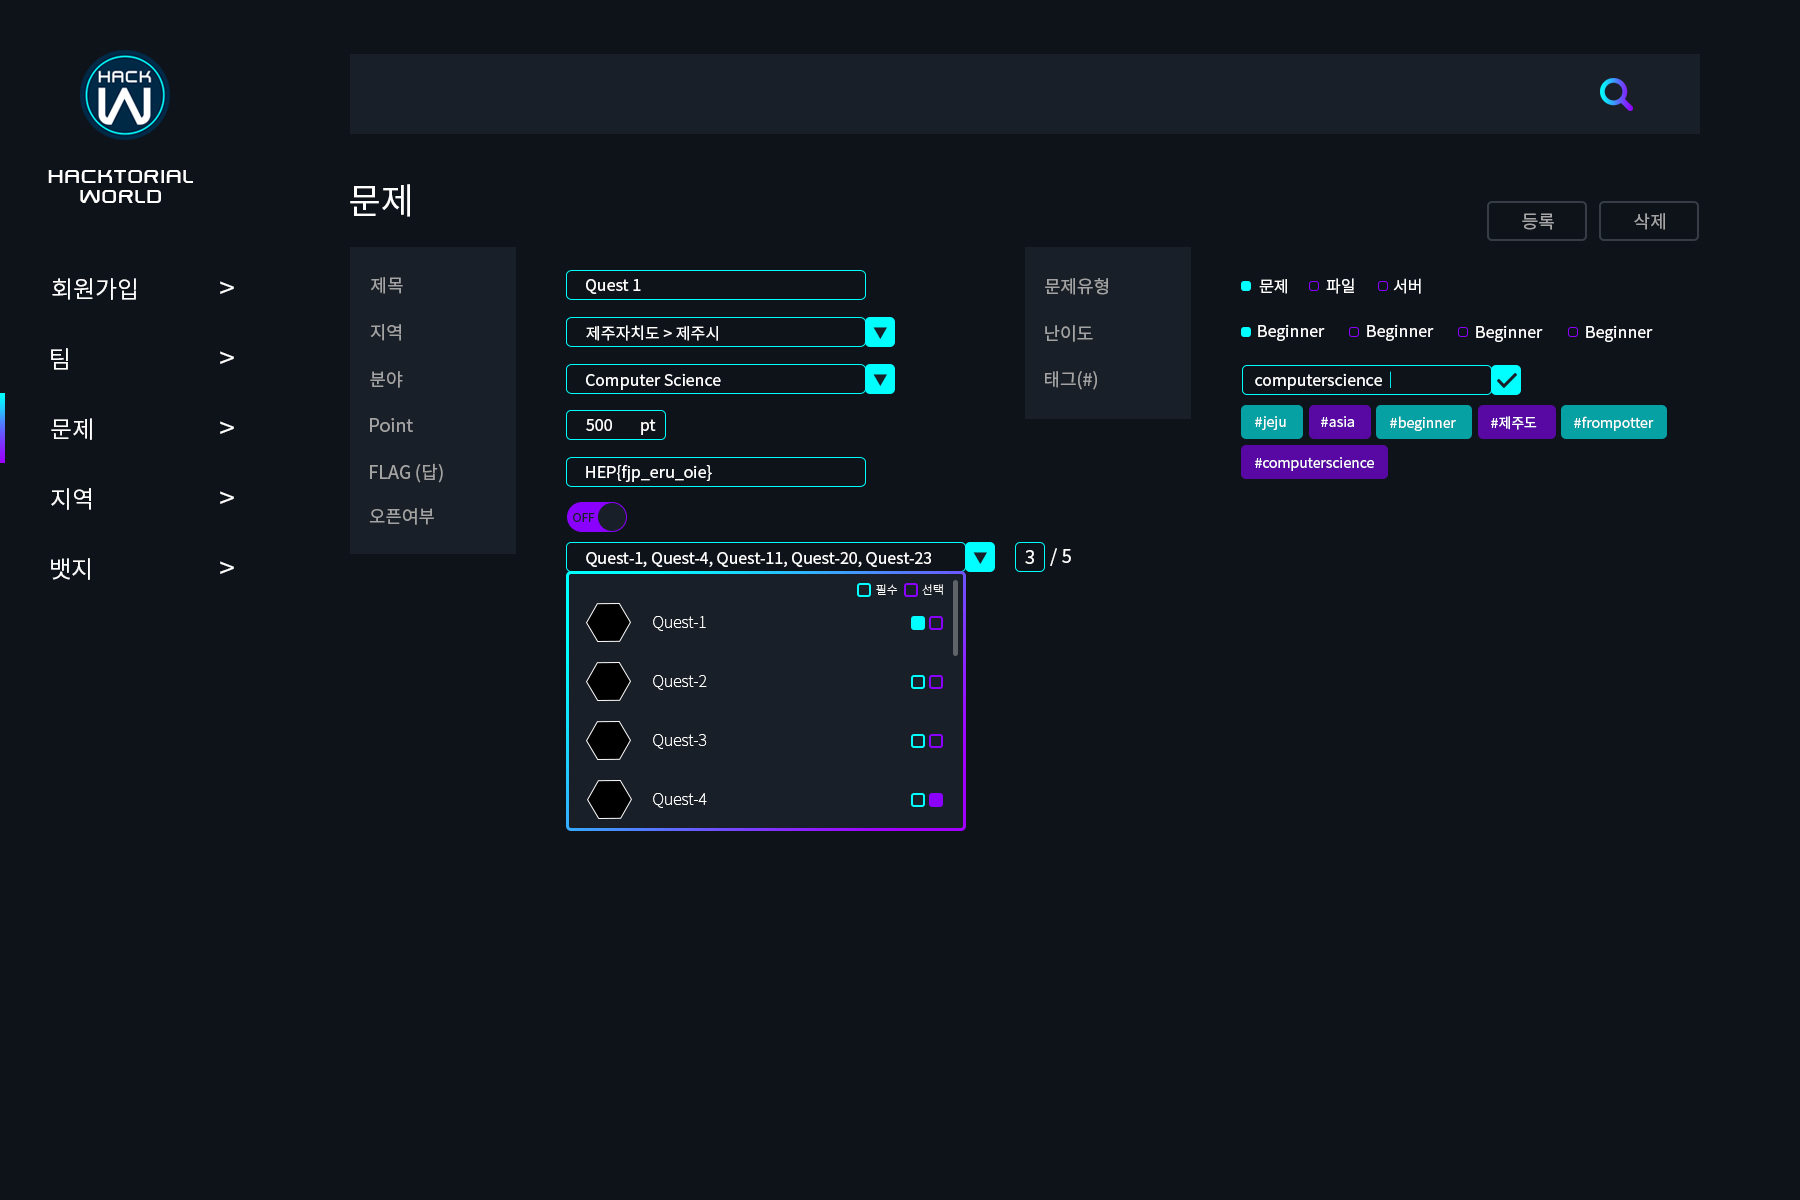 HACK
W
HACKTORIAL
WORLD
회원가입 >
팀 >
문제 >
지역 >
뱃지 >
문제
등록 삭제
제목 Quest 1
지역 제주자치도 > 제주시
분야 Computer Science
Point 500 pt
FLAG (답) HEP{fjp_eru_oie}
오픈여부 OFF
Quest-1, Quest-4, Quest-11, Quest-20, Quest-23 3 / 5
필수 선택
Quest-1
Quest-2
Quest-3
Quest-4
문제유형 문제 파일 서버
난이도 Beginner Beginner Beginner Beginner
태그(#) computerscience
#jeju #asia #beginner #제주도 #frompotter
#computerscience